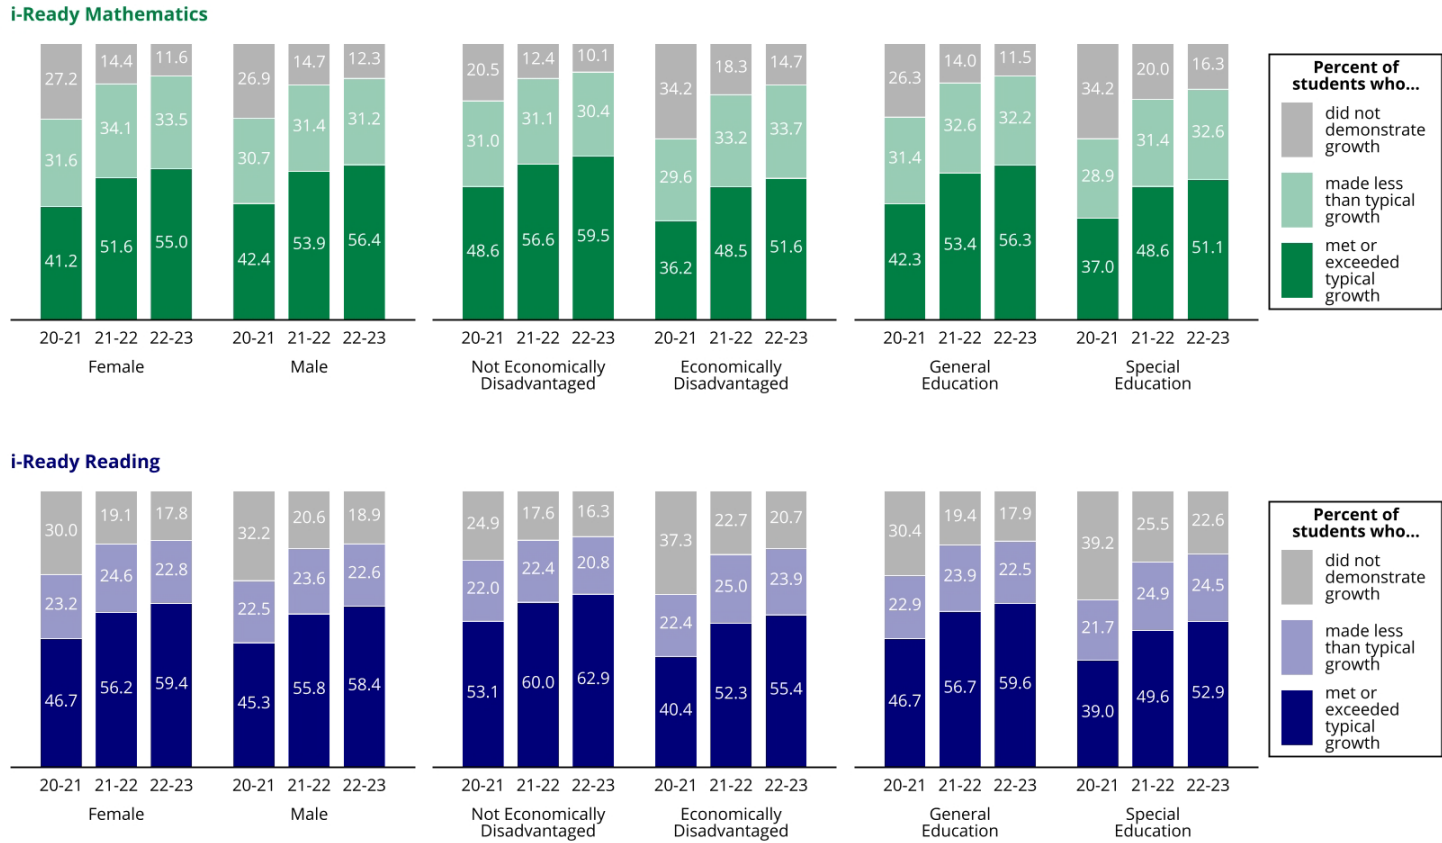 i-Ready Mathematics
27.2 14.4 11.6 26.9 14.7 12.3 20.5 12.4 10.1 34.2 18.3 14.7 26.3 14.0 11.5 34.2 20.0 16.3
31.6 34.1 33.5 30.7 31.4 31.2 31.0 31.1 30.4 29.6 33.2 33.7 31.4 32.6 32.2 28.9 31.4 32.6
41.2 51.6 55.0 42.4 53.9 56.4 48.6 56.6 59.5 36.2 48.5 51.6 42.3 53.4 56.3 37.0 48.6 51.1
20-21 21-22 22-23 20-21 21-22 22-23 20-21 21-22 22-23 20-21 21-22 22-23 20-21 21-22 22-23 20-21 21-22 22-23
Female Male Not Economically Economically General Special
Disadvantaged Disadvantaged Education Education
Percent of
students who...
did not
demonstrate
growth
made less
than typical
growth
met or
exceeded
typical
growth
i-Ready Reading
30.0 19.1 17.8 32.2 20.6 18.9 24.9 17.6 16.3 37.3 22.7 20.7 30.4 19.4 17.9 39.2 25.5 22.6
23.2 24.6 22.8 22.5 23.6 22.6 22.0 22.4 20.8 22.4 25.0 23.9 22.9 23.9 22.5 21.7 24.9 24.5
46.7 56.2 59.4 45.3 55.8 58.4 53.1 60.0 62.9 40.4 52.3 55.4 46.7 56.7 59.6 39.0 49.6 52.9
20-21 21-22 22-23 20-21 21-22 22-23 20-21 21-22 22-23 20-21 21-22 22-23 20-21 21-22 22-23 20-21 21-22 22-23
Female Male Not Economically Economically General Special
Disadvantaged Disadvantaged Education Education
Percent of
students who...
did not
demonstrate
growth
made less
than typical
growth
met or
exceeded
typical
growth